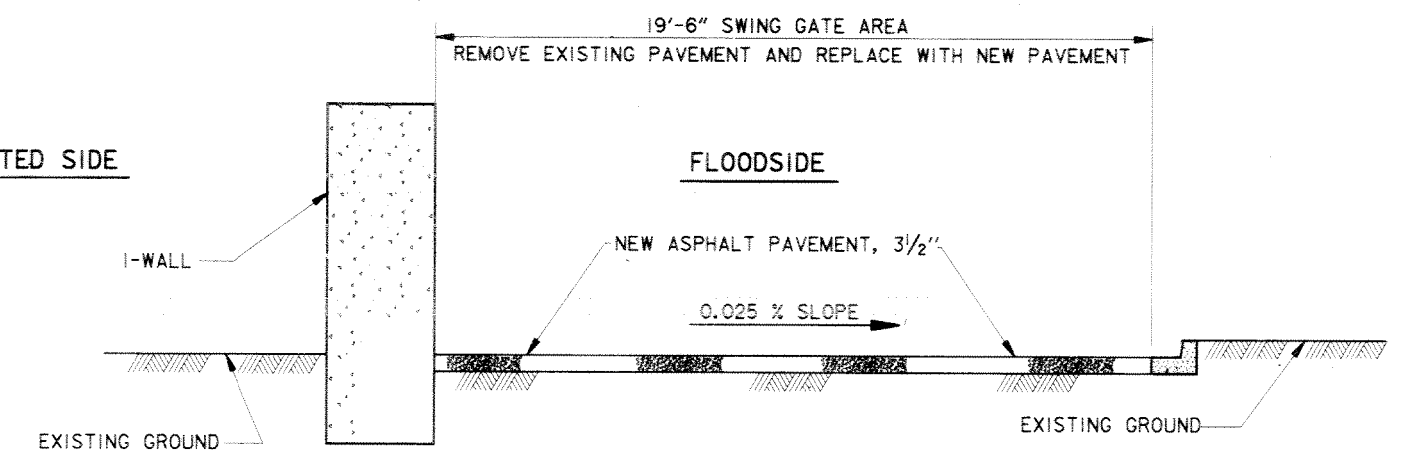 19'-6" SWING GATE AREA
REMOVE EXISTING PAVEMENT AND REPLACE WITH NEW PAVEMENT
TED SIDE
FLOODSIDE
I-WALL
NEW ASPHALT PAVEMENT, 3½"
0.025 % SLOPE
EXISTING GROUND
EXISTING GROUND